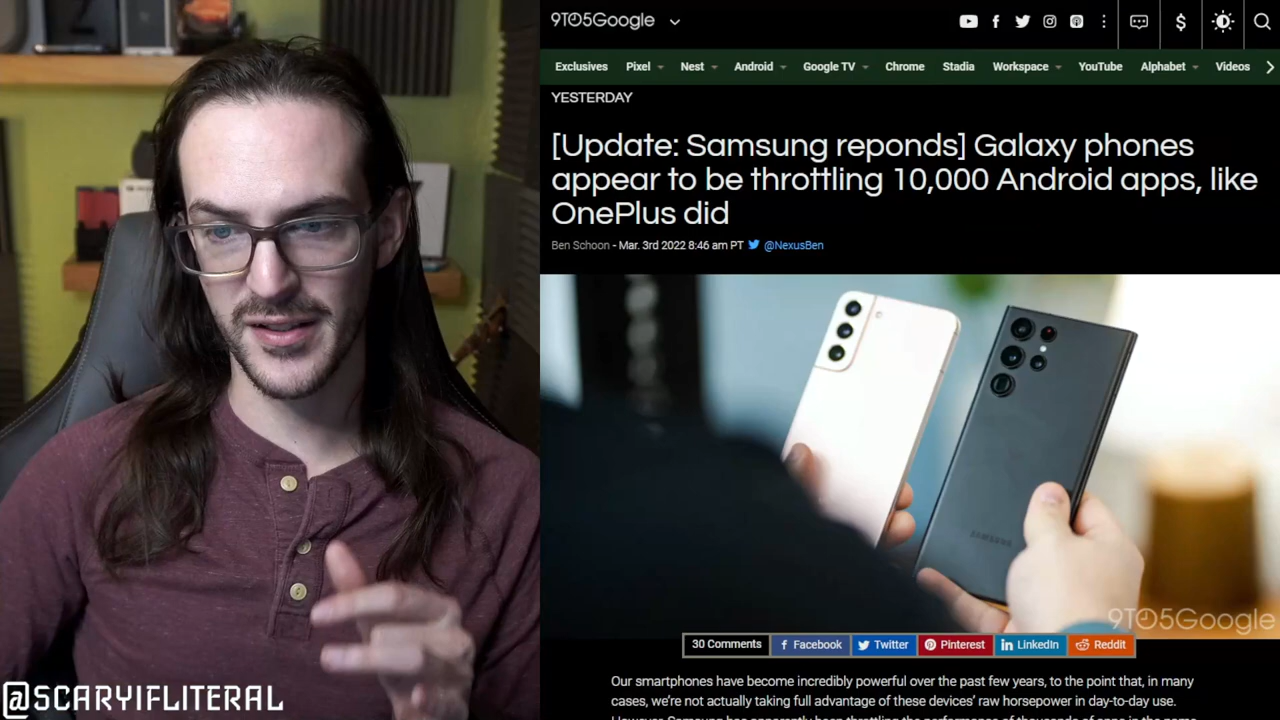 9TO5Google
Exclusives Pixel Nest Android Google TV Chrome Stadia Workspace YouTube Alphabet Videos
YESTERDAY
[Update: Samsung reponds] Galaxy phones
appear to be throttling 10,000 Android apps, like
OnePlus did
Ben Schoon - Mar. 3rd 2022 8:46 am PT @NexusBen
SAMSUNG
9TO5Google
30 Comments Facebook Twitter Pinterest LinkedIn Reddit
Our smartphones have become incredibly powerful over the past few years, to the point that, in many
cases, we're not actually taking full advantage of these devices' raw horsepower in day-to-day use.
@SCARYIFLITERAL